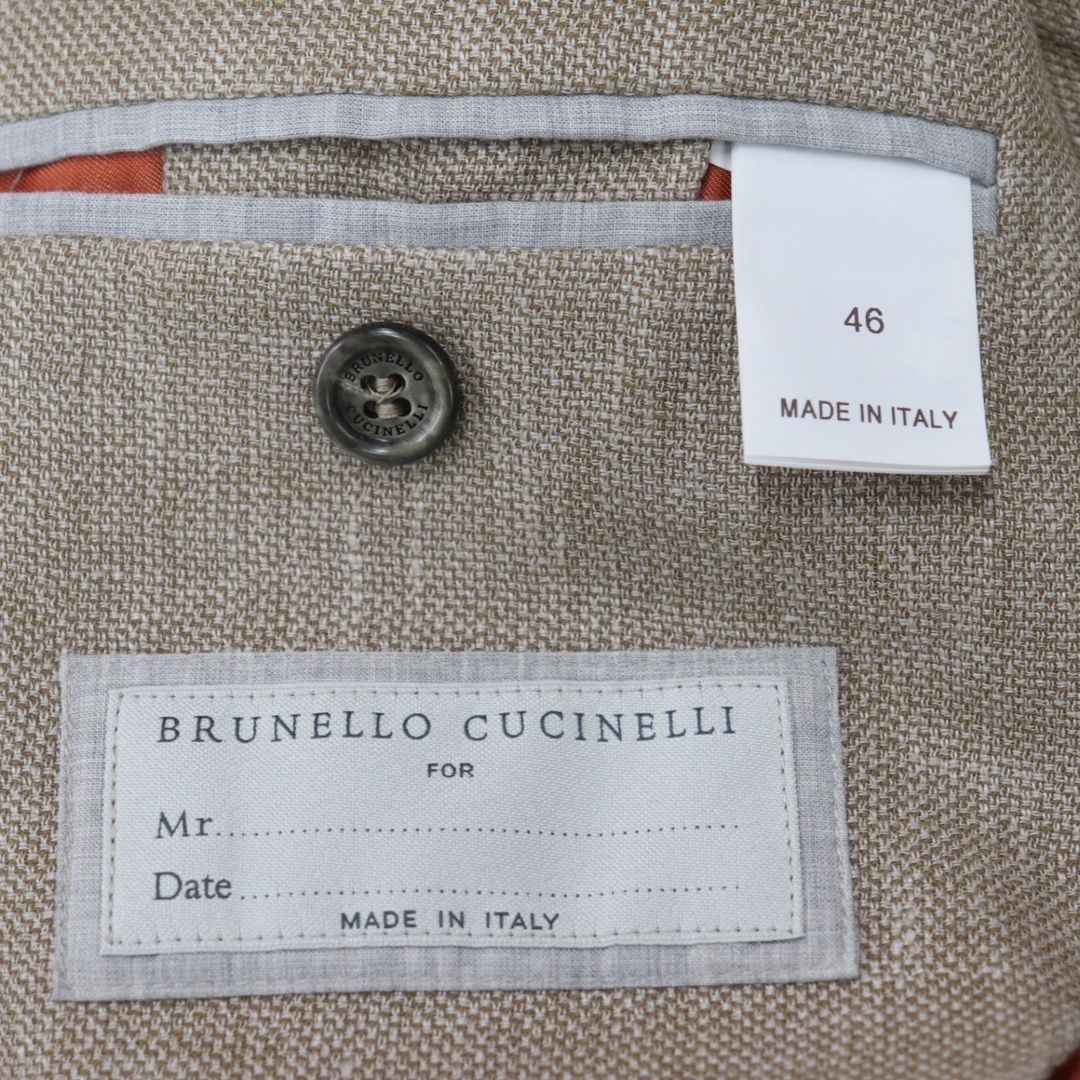 46
MADE IN ITALY
BRUNELLO
CUCINELLI
BRUNELLO CUCINELLI
FOR
Mr.......................................................
Date.......................................................
MADE IN ITALY